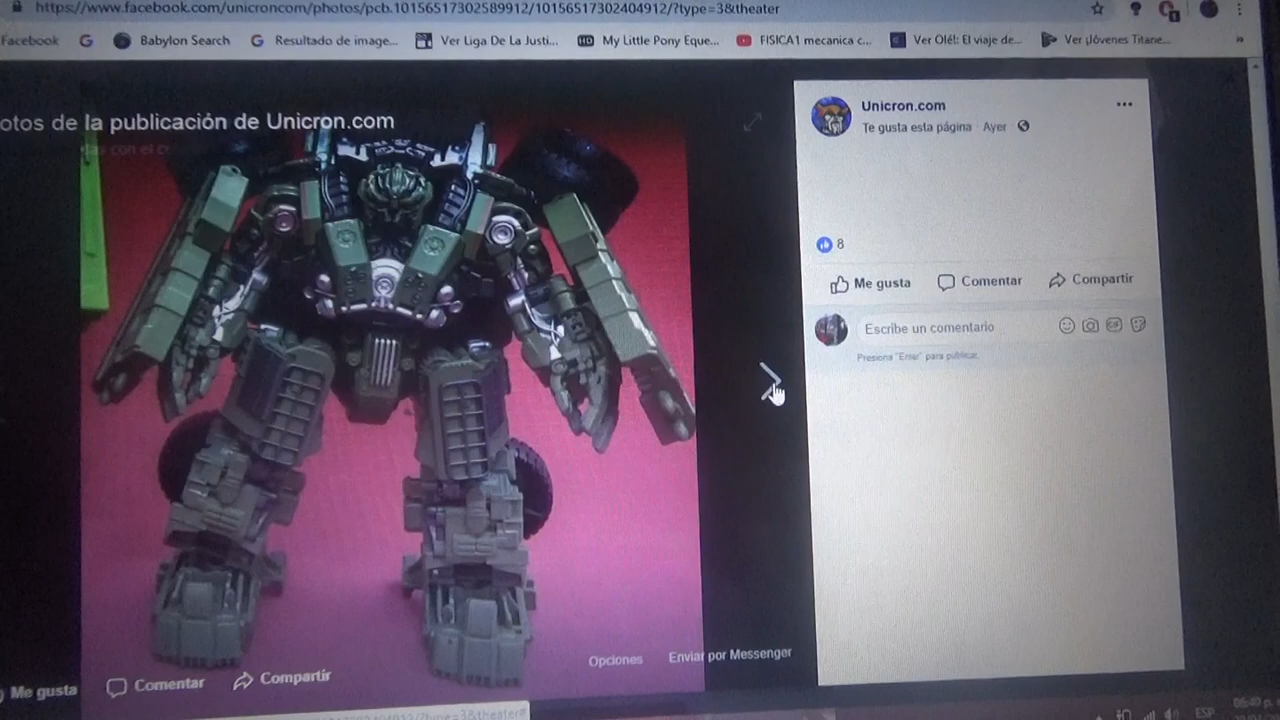 https://www.facebook.com/unicroncom/photos/pcb.10156517302589912/10156517302404912/?type=3&theater
Facebook
Babylon Search
Resultado de image...
Ver Liga De La Justi...
HD
My Little Pony Eque...
FISICA1 mecanica c...
Ver Olé!: El viaje de...
Ver ¡Jóvenes Titane...
»
otos de la publicación de Unicron.com
Unicron.com
Te gusta esta página · Ayer
8
Me gusta
Comentar
Compartir
Escribe un comentario
GIF
Presiona "Enter" para publicar.
Opciones
Enviar por Messenger
Me gusta
Comentar
Compartir
ESP